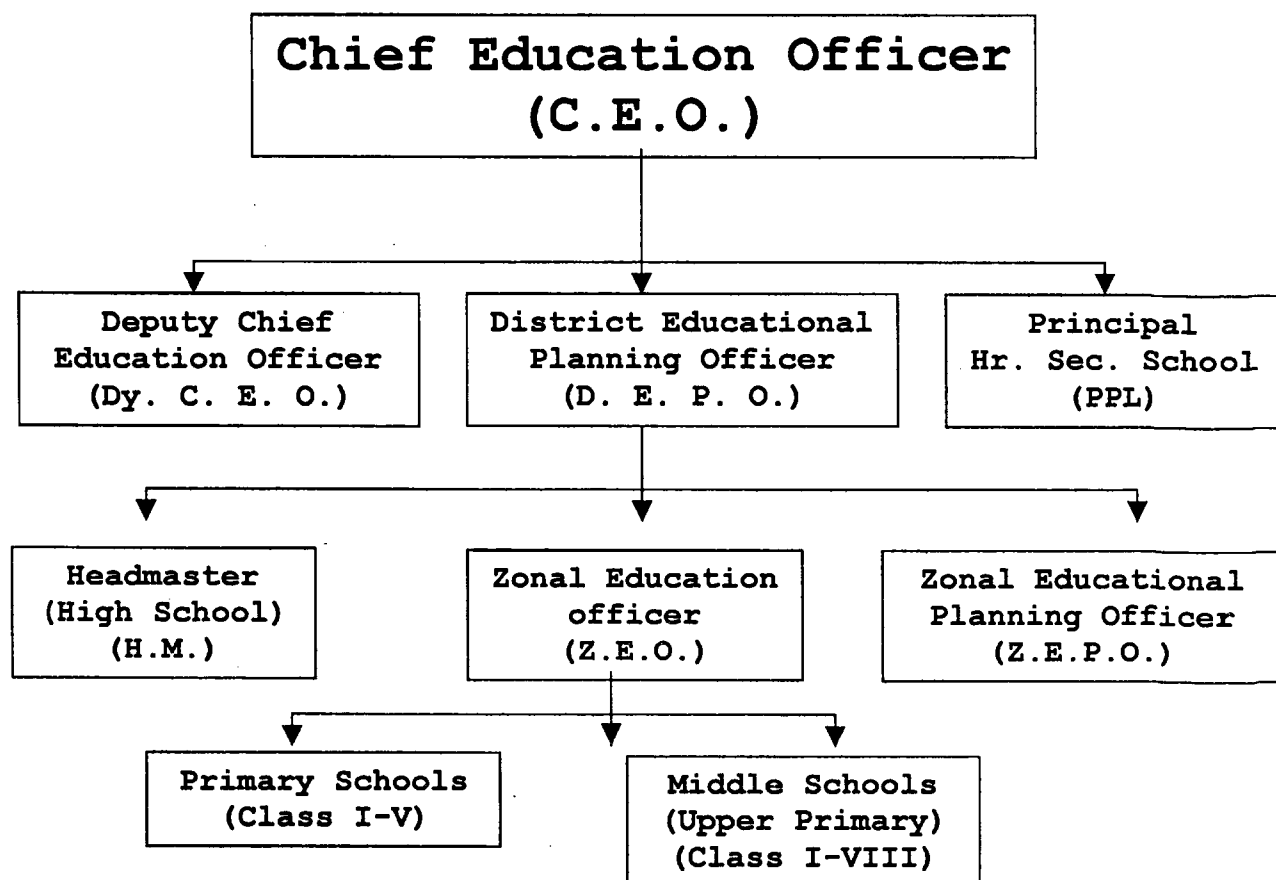 Chief Education Officer
(C.E.O.)
Deputy Chief
Education Officer
(Dy. C. E. O.)
District Educational
Planning Officer
(D. E. P. O.)
Principal
Hr. Sec. School
(PPL)
Headmaster
(High School)
(H.M.)
Zonal Education
officer
(Z.E.O.)
Zonal Educational
Planning Officer
(Z.E.P.O.)
Primary Schools
(Class I-V)
Middle Schools
(Upper Primary)
(Class I-VIII)